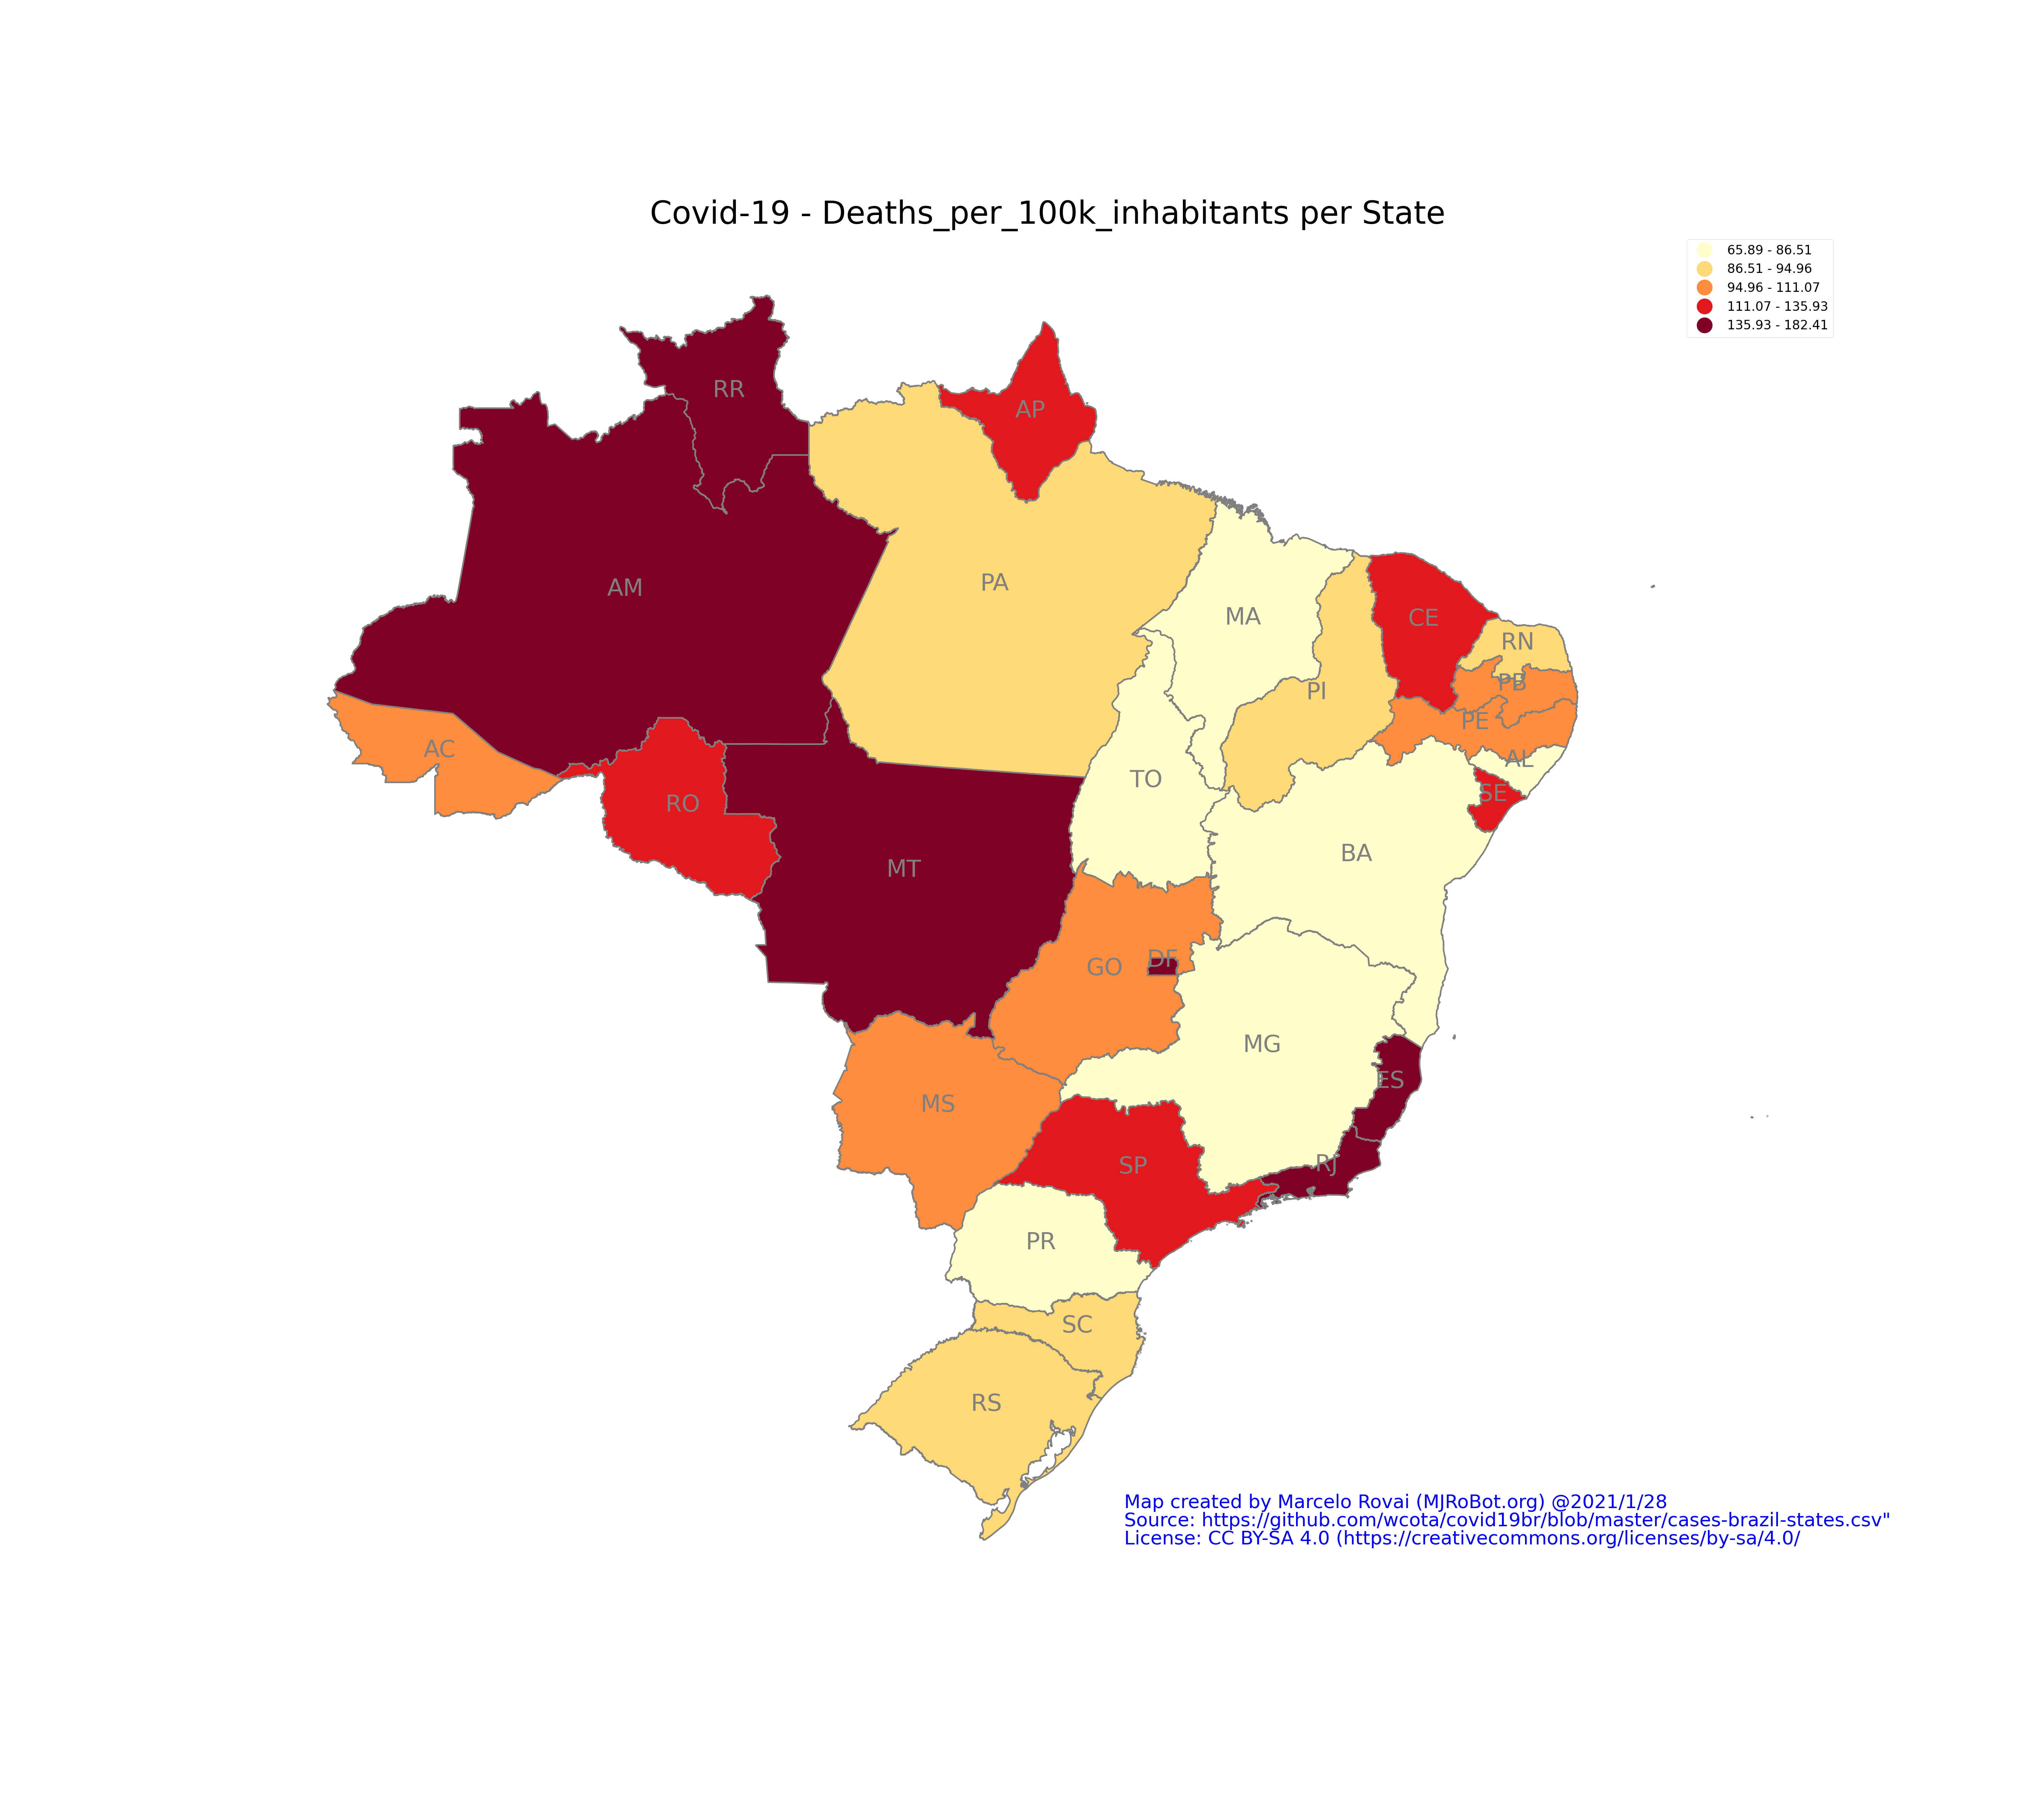 Covid-19 - Deaths_per_100k_inhabitants per State
65.89 - 86.51
86.51 - 94.96
94.96 - 111.07
111.07 - 135.93
135.93 - 182.41
RR
AP
AM
PA
MA
CE
RN
PB
PI
PE
AC
AL
TO
SE
RO
BA
MT
DF
GO
MG
ES
MS
RJ
SP
PR
SC
RS
Map created by Marcelo Rovai (MJRoBot.org) @2021/1/28
Source: https://github.com/wcota/covid19br/blob/master/cases-brazil-states.csv"
License: CC BY-SA 4.0 (https://creativecommons.org/licenses/by-sa/4.0/